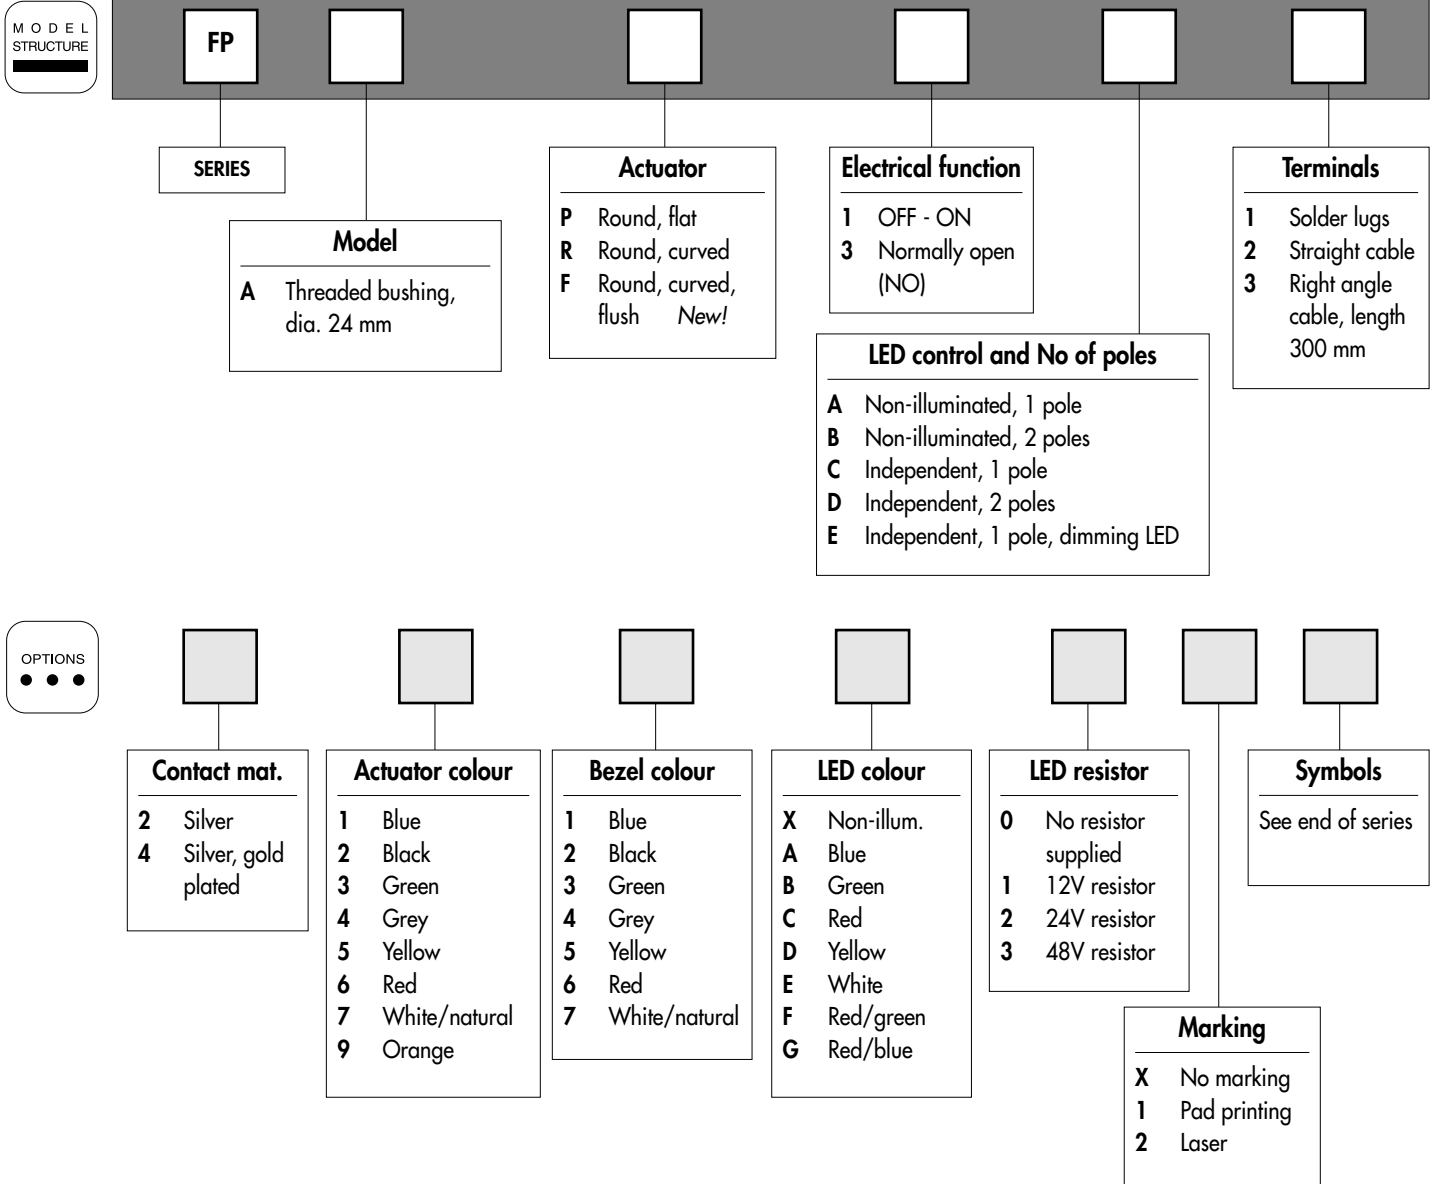 MODEL
STRUCTURE
FP
SERIES
Model
A Threaded bushing,
dia. 24 mm
Actuator
P Round, flat
R Round, curved
F Round, curved,
flush New!
Electrical function
1 OFF - ON
3 Normally open
(NO)
LED control and No of poles
A Non-illuminated, 1 pole
B Non-illuminated, 2 poles
C Independent, 1 pole
D Independent, 2 poles
E Independent, 1 pole, dimming LED
Terminals
1 Solder lugs
2 Straight cable
3 Right angle
cable, length
300 mm
OPTIONS
Contact mat.
2 Silver
4 Silver, gold
plated
Actuator colour
1 Blue
2 Black
3 Green
4 Grey
5 Yellow
6 Red
7 White/natural
9 Orange
Bezel colour
1 Blue
2 Black
3 Green
4 Grey
5 Yellow
6 Red
7 White/natural
LED colour
X Non-illum.
A Blue
B Green
C Red
D Yellow
E White
F Red/green
G Red/blue
LED resistor
0 No resistor
supplied
1 12V resistor
2 24V resistor
3 48V resistor
Marking
X No marking
1 Pad printing
2 Laser
Symbols
See end of series